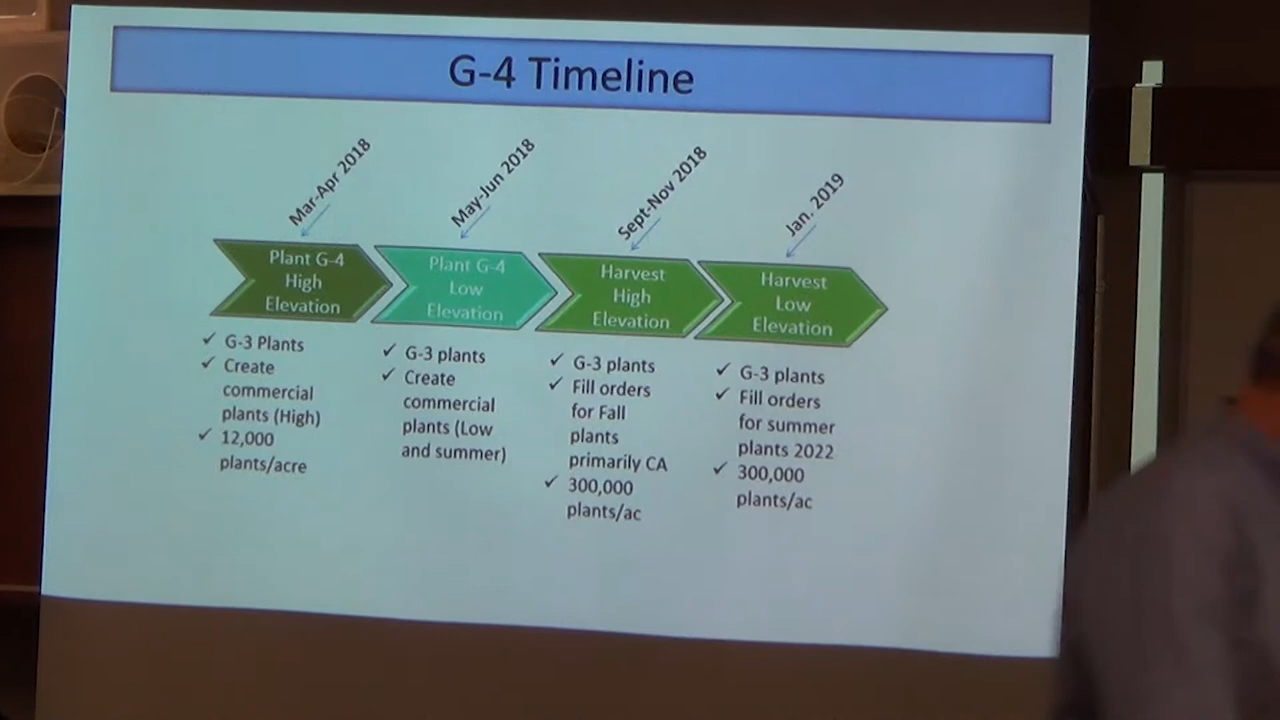 G-4 Timeline
Mar-Apr 2018
May-Jun 2018
Sept-Nov 2018
Jan. 2019
Plant G-4
High
Elevation
Plant G-4
Low
Elevation
Harvest
High
Elevation
Harvest
Low
Elevation
✓ G-3 Plants
✓ Create
commercial
plants (High)
✓ 12,000
plants/acre
✓ G-3 plants
✓ Create
commercial
plants (Low
and summer)
✓ G-3 plants
✓ Fill orders
for Fall
plants
primarily CA
✓ 300,000
plants/ac
✓ G-3 plants
✓ Fill orders
for summer
plants 2022
✓ 300,000
plants/ac